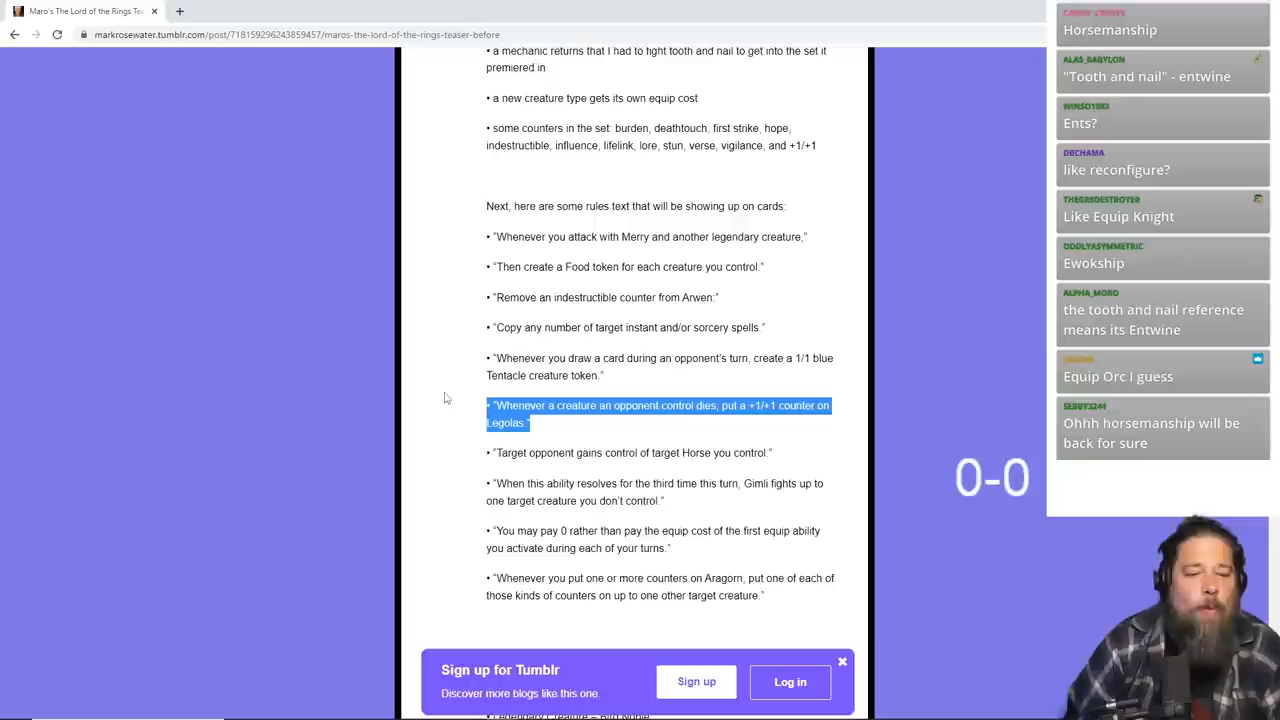 Maro's The Lord of the Rings Tea
markrosewater.tumblr.com/post/718159296243859457/maros-the-lord-of-the-rings-teaser-before
• a mechanic returns that I had to fight tooth and nail to get into the set it
premiered in
• a new creature type gets its own equip cost
• some counters in the set: burden, deathtouch, first strike, hope,
indestructible, influence, lifelink, lore, stun, verse, vigilance, and +1/+1
Next, here are some rules text that will be showing up on cards:
• “Whenever you attack with Merry and another legendary creature,”
• “Then create a Food token for each creature you control.”
• “Remove an indestructible counter from Arwen:”
• “Copy any number of target instant and/or sorcery spells.”
• “Whenever you draw a card during an opponent’s turn, create a 1/1 blue
Tentacle creature token.”
• “Whenever a creature an opponent control dies, put a +1/+1 counter on
Legolas.”
• “Target opponent gains control of target Horse you control.”
• “When this ability resolves for the third time this turn, Gimli fights up to
one target creature you don’t control.”
• “You may pay 0 rather than pay the equip cost of the first equip ability
you activate during each of your turns.”
• “Whenever you put one or more counters on Aragorn, put one of each of
those kinds of counters on up to one other target creature.”
Sign up for Tumblr
Discover more blogs like this one.
Sign up
Log in
• Legendary Creature – Bird Noble
Horsemanship
ALAS_BABYLON
"Tooth and nail" - entwine
WINSO1983
Ents?
DBCHAMA
like reconfigure?
THEGR8DESTROYER
Like Equip Knight
ODDLYASYMMETRIC
Ewokship
ALPHA_MORO
the tooth and nail reference
means its Entwine
Equip Orc I guess
Ohhh horsemanship will be
back for sure
0-0